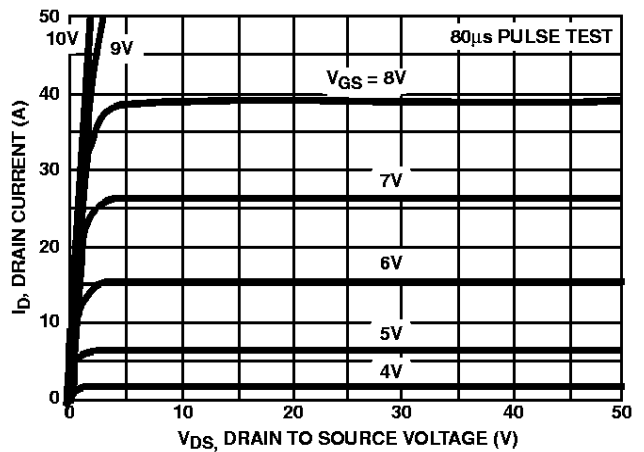 50
10V
9V
80µs PULSE TEST
VGS = 8V
40
7V
30
6V
20
5V
10
4V
0
0
10
20
30
40
50
ID, DRAIN CURRENT (A)
VDS, DRAIN TO SOURCE VOLTAGE (V)